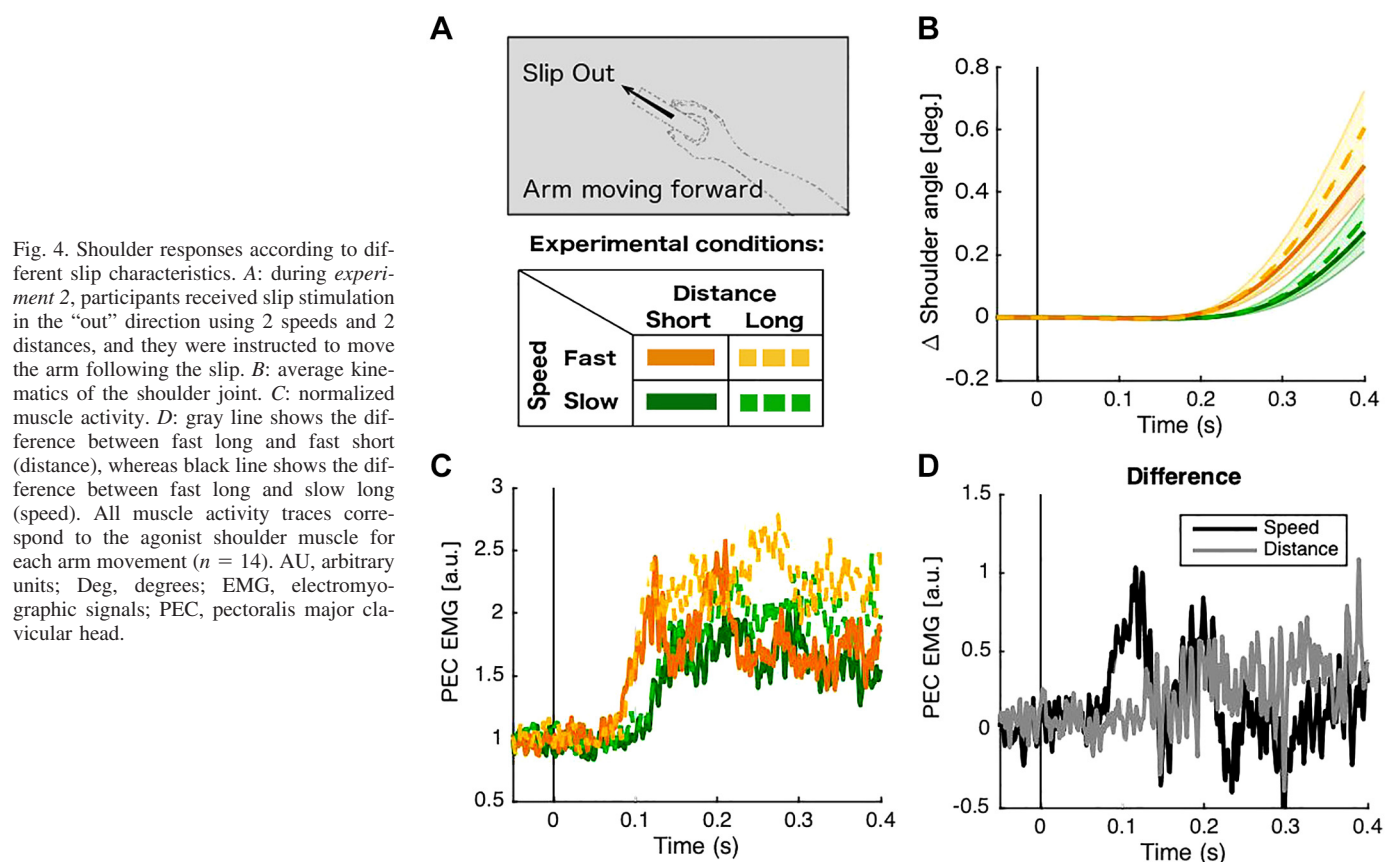 Fig. 4. Shoulder responses according to dif-
ferent slip characteristics. A: during experi-
ment 2, participants received slip stimulation
in the “out” direction using 2 speeds and 2
distances, and they were instructed to move
the arm following the slip. B: average kine-
matics of the shoulder joint. C: normalized
muscle activity. D: gray line shows the dif-
ference between fast long and fast short
(distance), whereas black line shows the dif-
ference between fast long and slow long
(speed). All muscle activity traces corre-
spond to the agonist shoulder muscle for
each arm movement (n = 14). AU, arbitrary
units; Deg, degrees; EMG, electromyo-
graphic signals; PEC, pectoralis major cla-
vicular head.
A
Slip Out
Arm moving forward
Experimental conditions:
Distance
Short Long
Speed
Fast
Slow
B
Δ Shoulder angle [deg.]
0.8
0.6
0.4
0.2
0
-0.2
0 0.1 0.2 0.3 0.4
Time (s)
C
PEC EMG [a.u.]
3
2.5
2
1.5
1
0.5
0 0.1 0.2 0.3 0.4
Time (s)
D
Difference
Speed
Distance
PEC EMG [a.u.]
1.5
1
0.5
0
-0.5
0 0.1 0.2 0.3 0.4
Time (s)